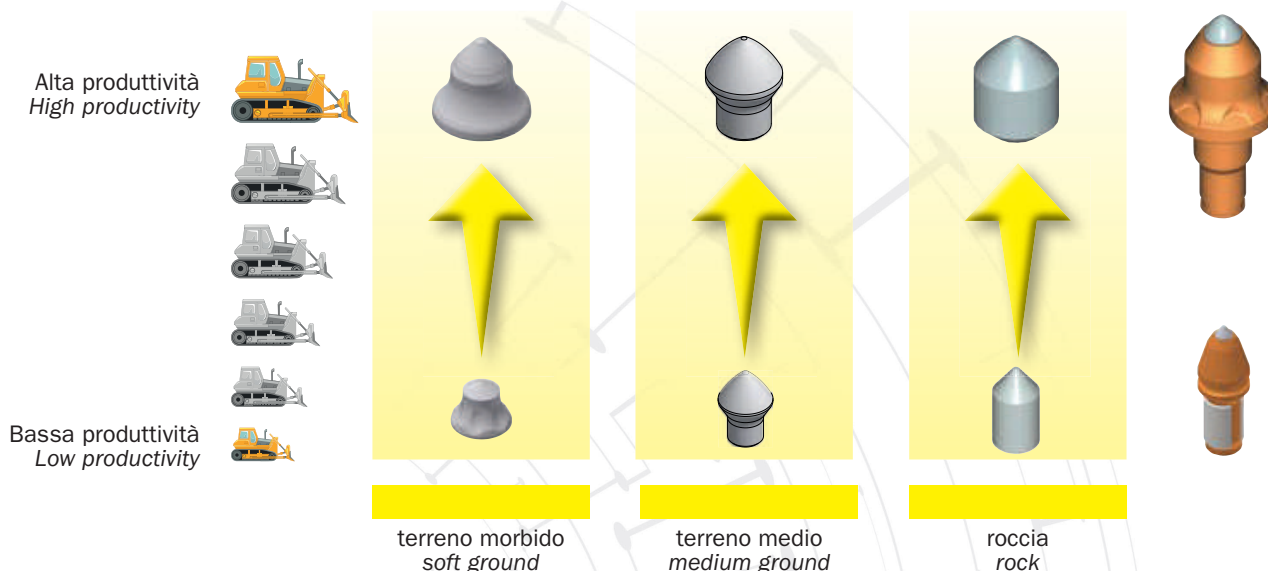 Alta produttività
High productivity
Bassa produttività
Low productivity
terreno morbido
soft ground
terreno medio
medium ground
roccia
rock